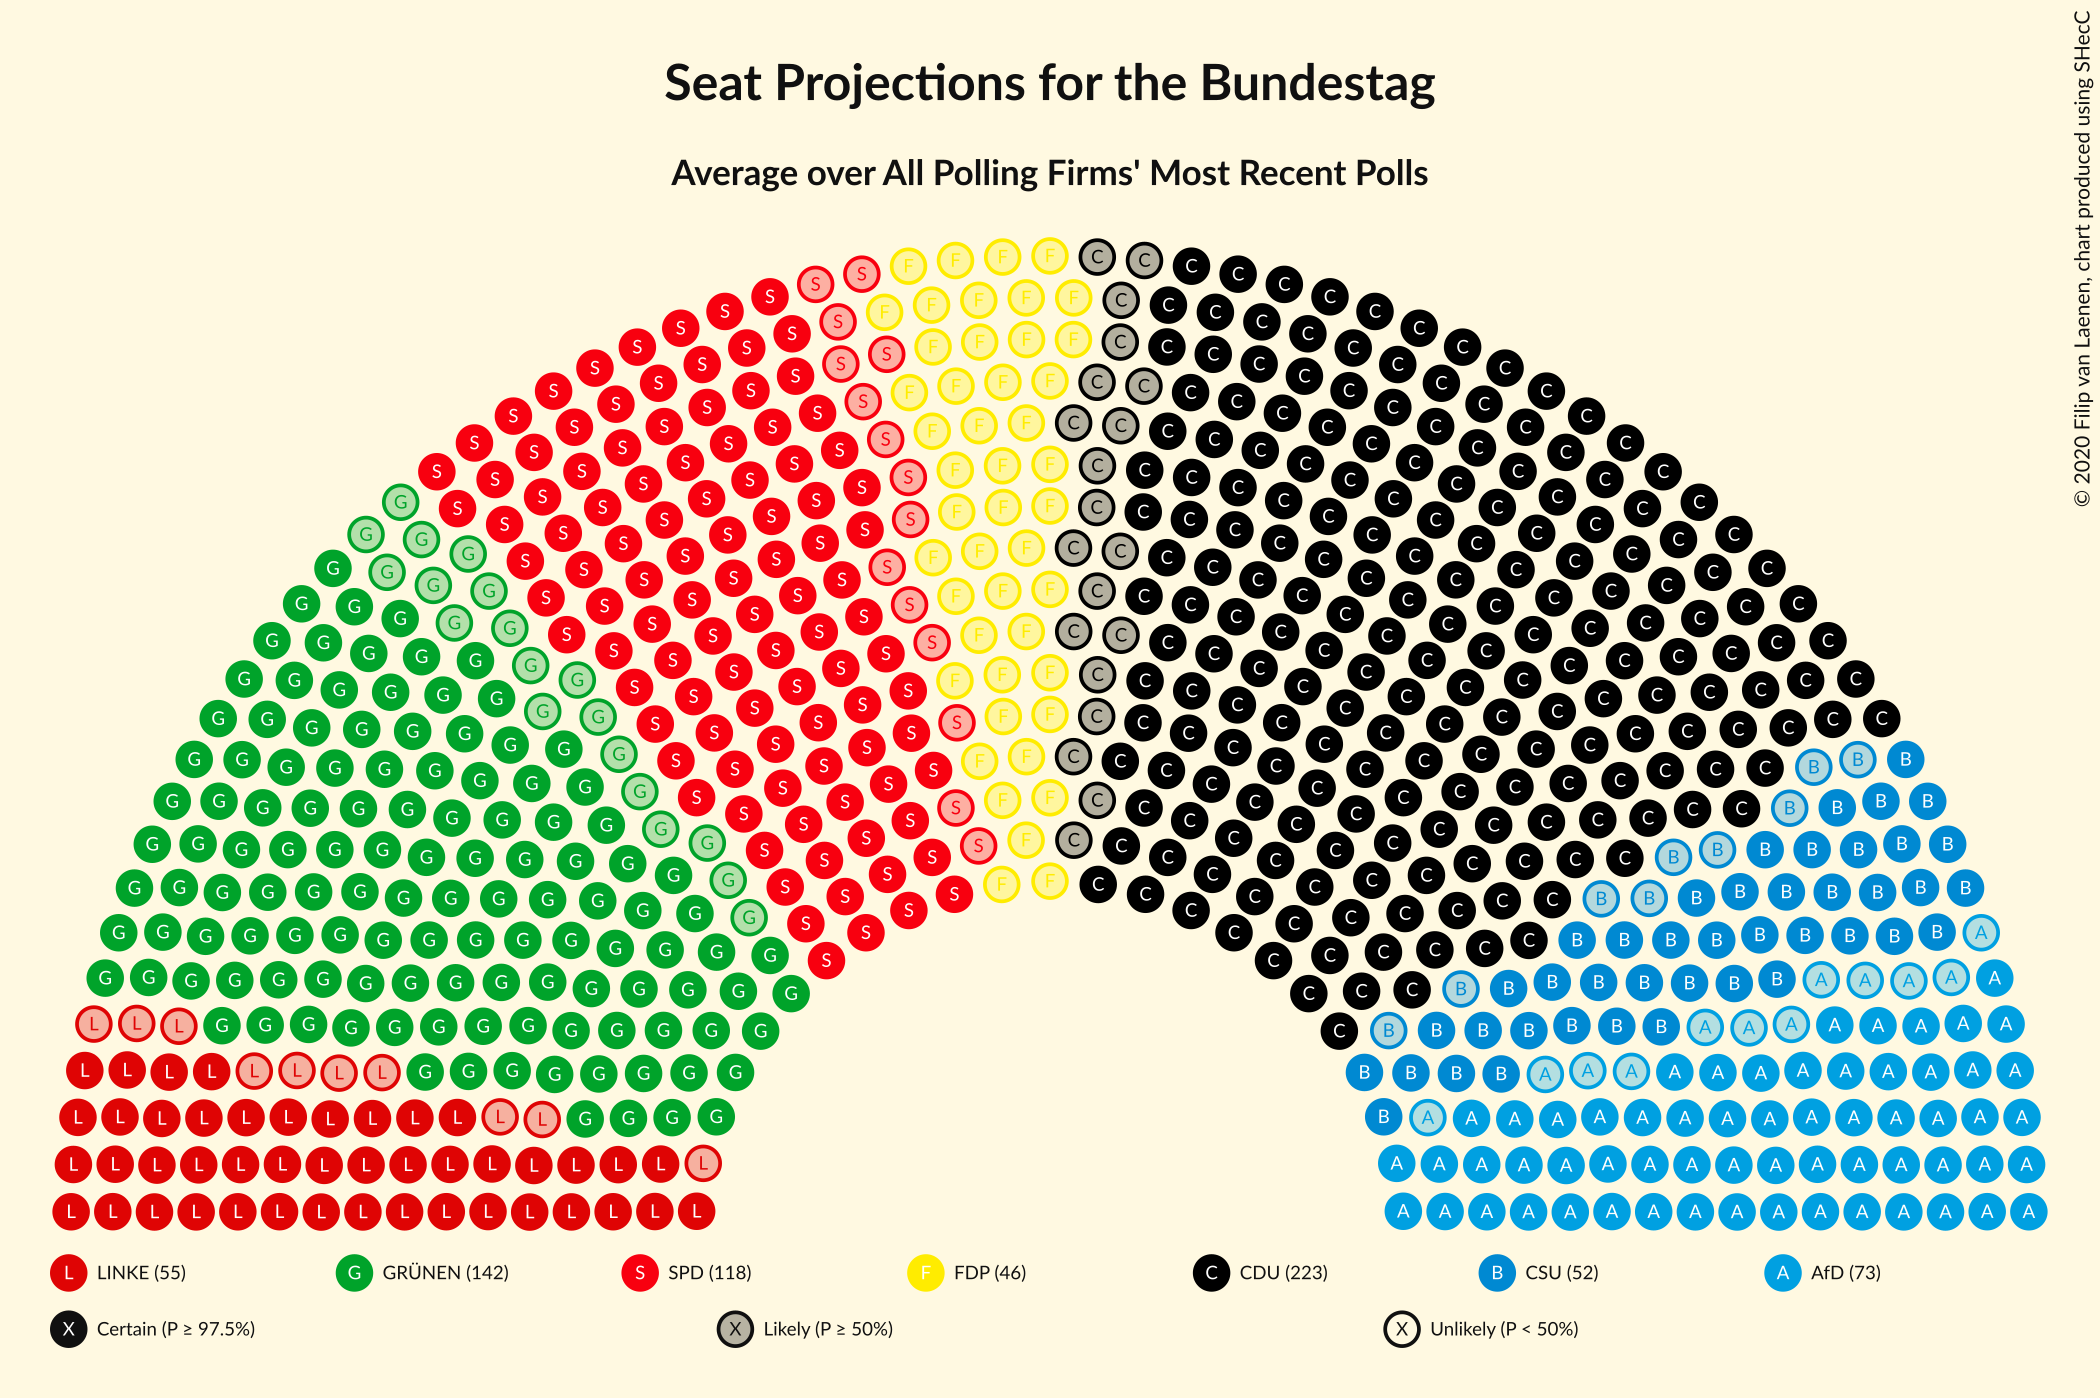 Seat Projections for the Bundestag
Average over All Polling Firms' Most Recent Polls
© 2020 Filip van Laenen, chart produced using SHecC
L LINKE (55) G GRÜNEN (142) S SPD (118) F FDP (46) C CDU (223) B CSU (52) A AfD (73)
X Certain (P ≥ 97.5%) X Likely (P ≥ 50%) X Unlikely (P < 50%)